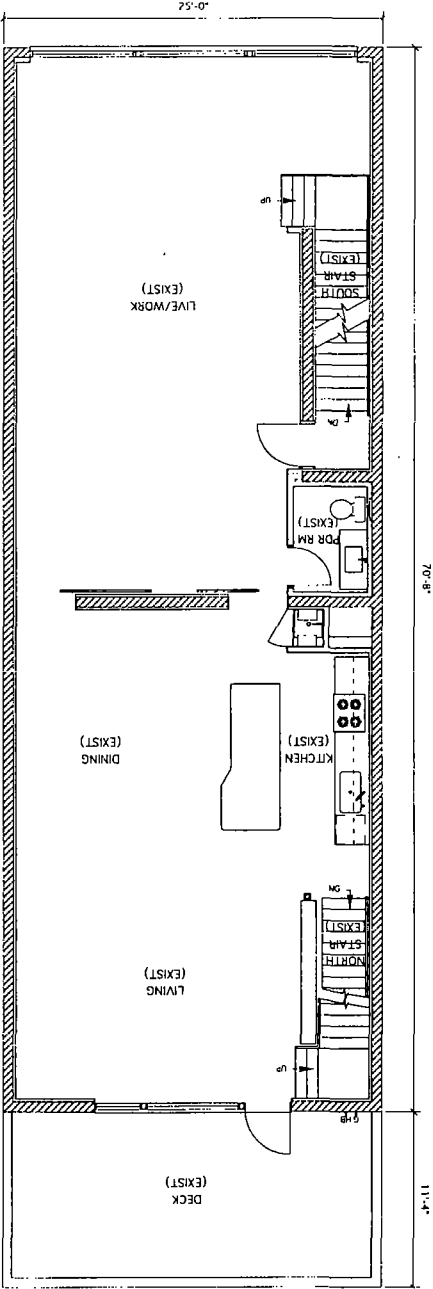 25'-0"
UP
SOUTH
STAIR
(EXIST)
LIVE/WORK
(EXIST)
DN
PDR RM
(EXIST)
70'-8"
DINING
(EXIST)
KITCHEN
(EXIST)
DN
NORTH
STAIR
(EXIST)
LIVING
(EXIST)
UP
GHB
DECK
(EXIST)
11'-4"